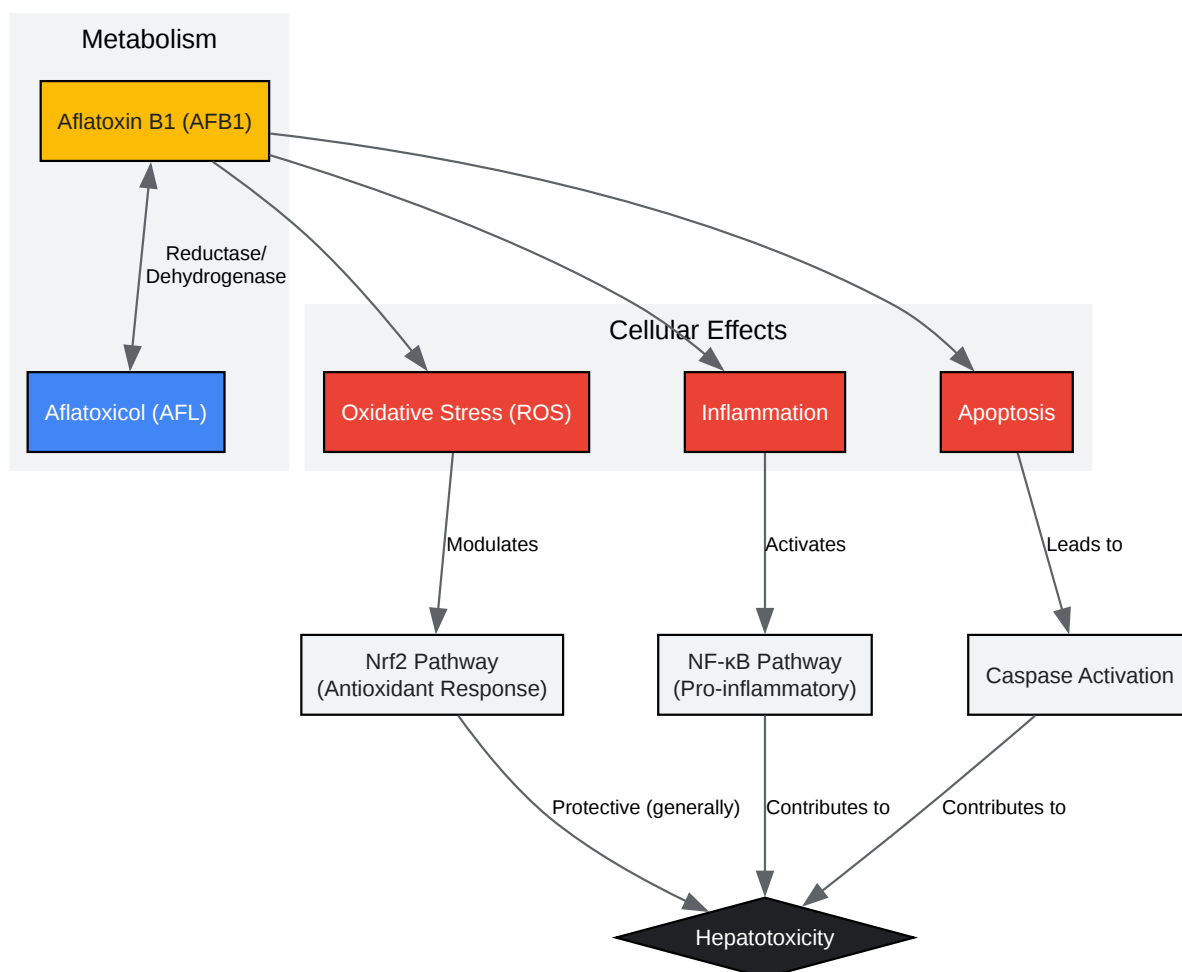 Metabolism
Aflatoxin B1 (AFB1)
Reductase/
Dehydrogenase
Cellular Effects
Aflatoxicol (AFL)
Oxidative Stress (ROS)
Inflammation
Apoptosis
Modulates
Activates
Leads to
Nrf2 Pathway
(Antioxidant Response)
NF-κB Pathway
(Pro-inflammatory)
Caspase Activation
Protective (generally)
Contributes to
Contributes to
Hepatotoxicity